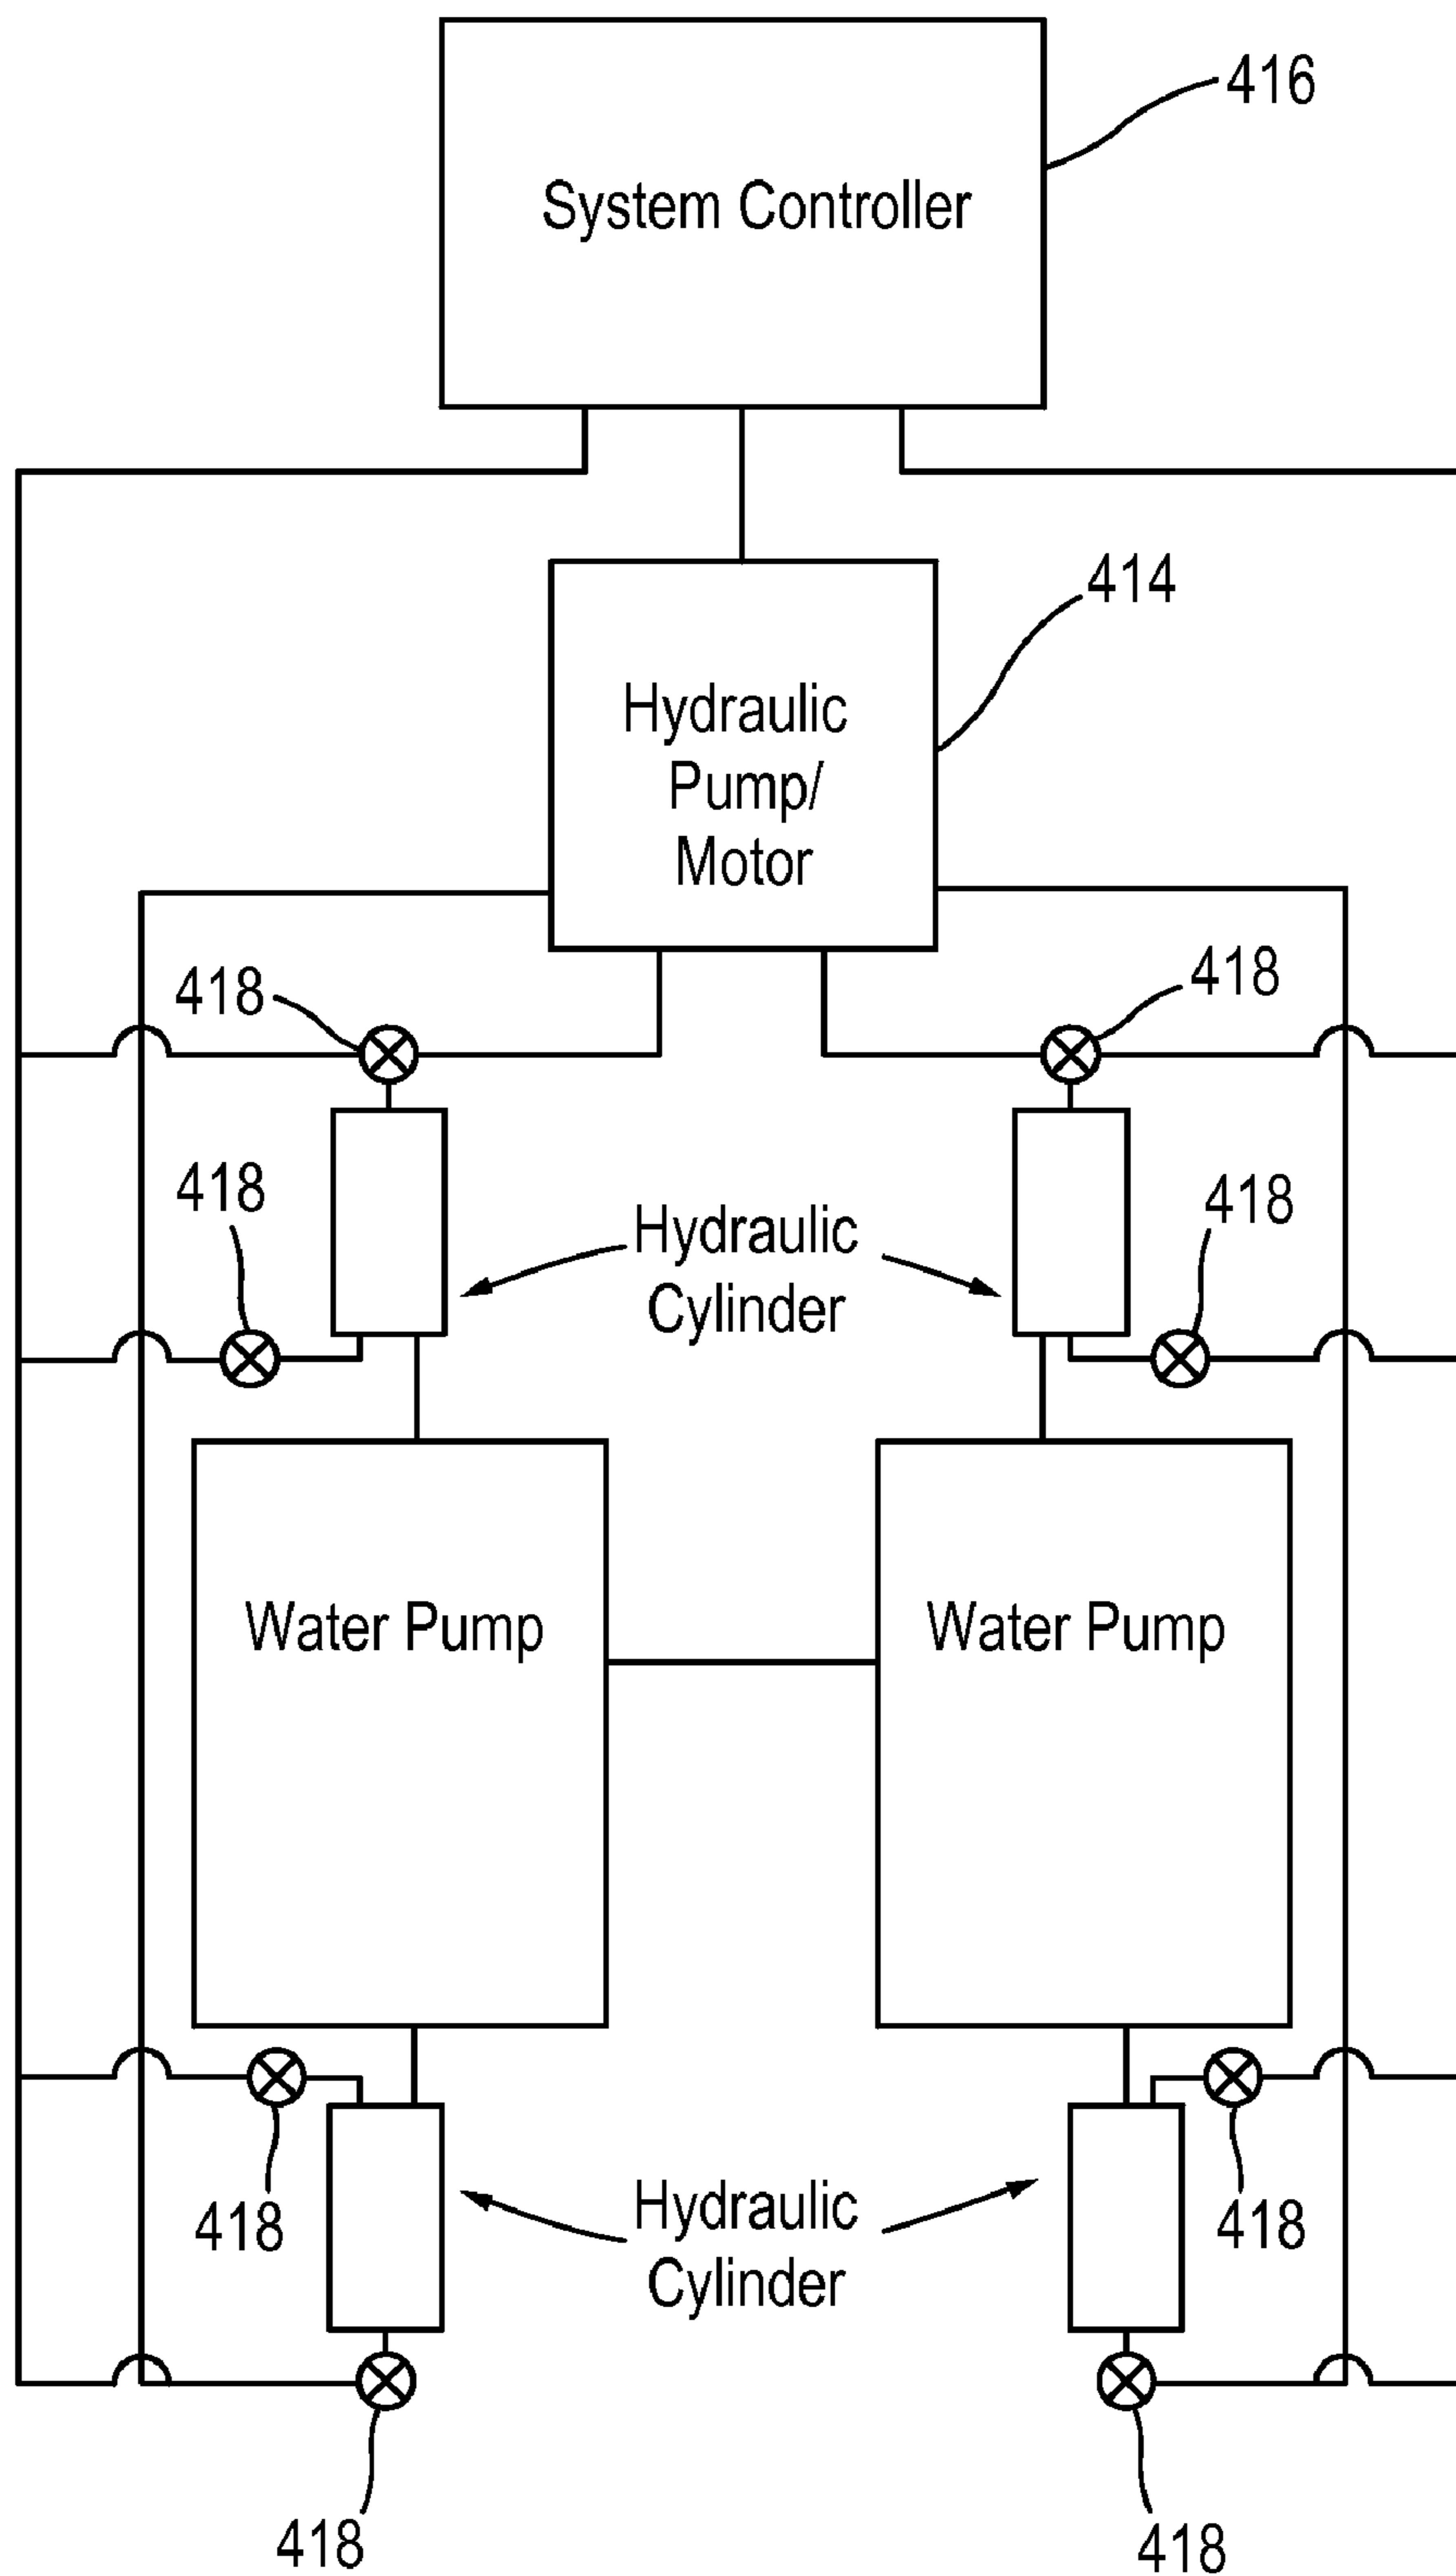 416
System Controller
414
Hydraulic
Pump/
Motor
418
418
418
418
Hydraulic
Cylinder
Water Pump
Water Pump
418
418
Hydraulic
Cylinder
418
418